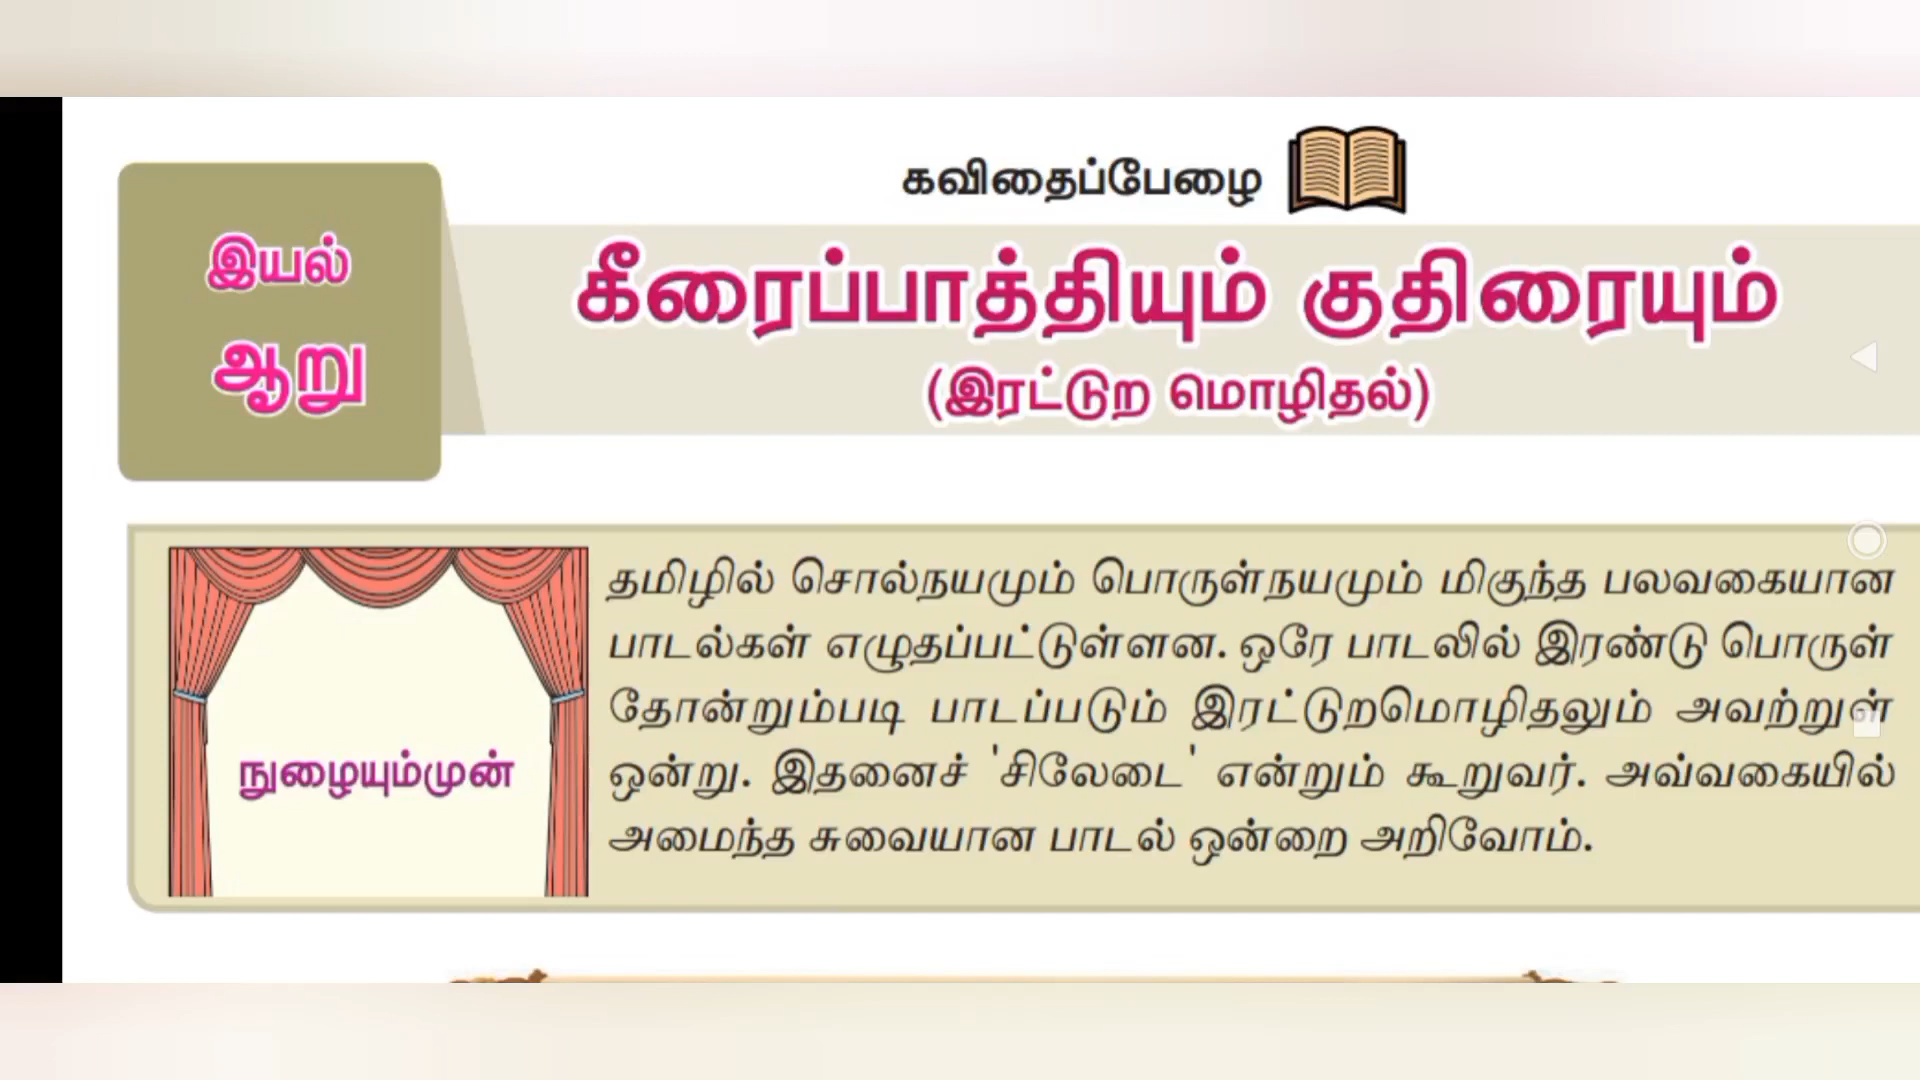 கவிதைப்பேழை
இயல்
ஆறு
கீரைப்பாத்தியும் குதிரையும்
(இரட்டுற மொழிதல்)
நுழையும்முன்
தமிழில் சொல்நயமும் பொருள்நயமும் மிகுந்த பலவகையான
பாடல்கள் எழுதப்பட்டுள்ளன. ஒரே பாடலில் இரண்டு பொருள்
தோன்றும்படி பாடப்படும் இரட்டுறமொழிதலும் அவற்றுள்
ஒன்று. இதனைச் 'சிலேடை' என்றும் கூறுவர். அவ்வகையில்
அமைந்த சுவையான பாடல் ஒன்றை அறிவோம்.